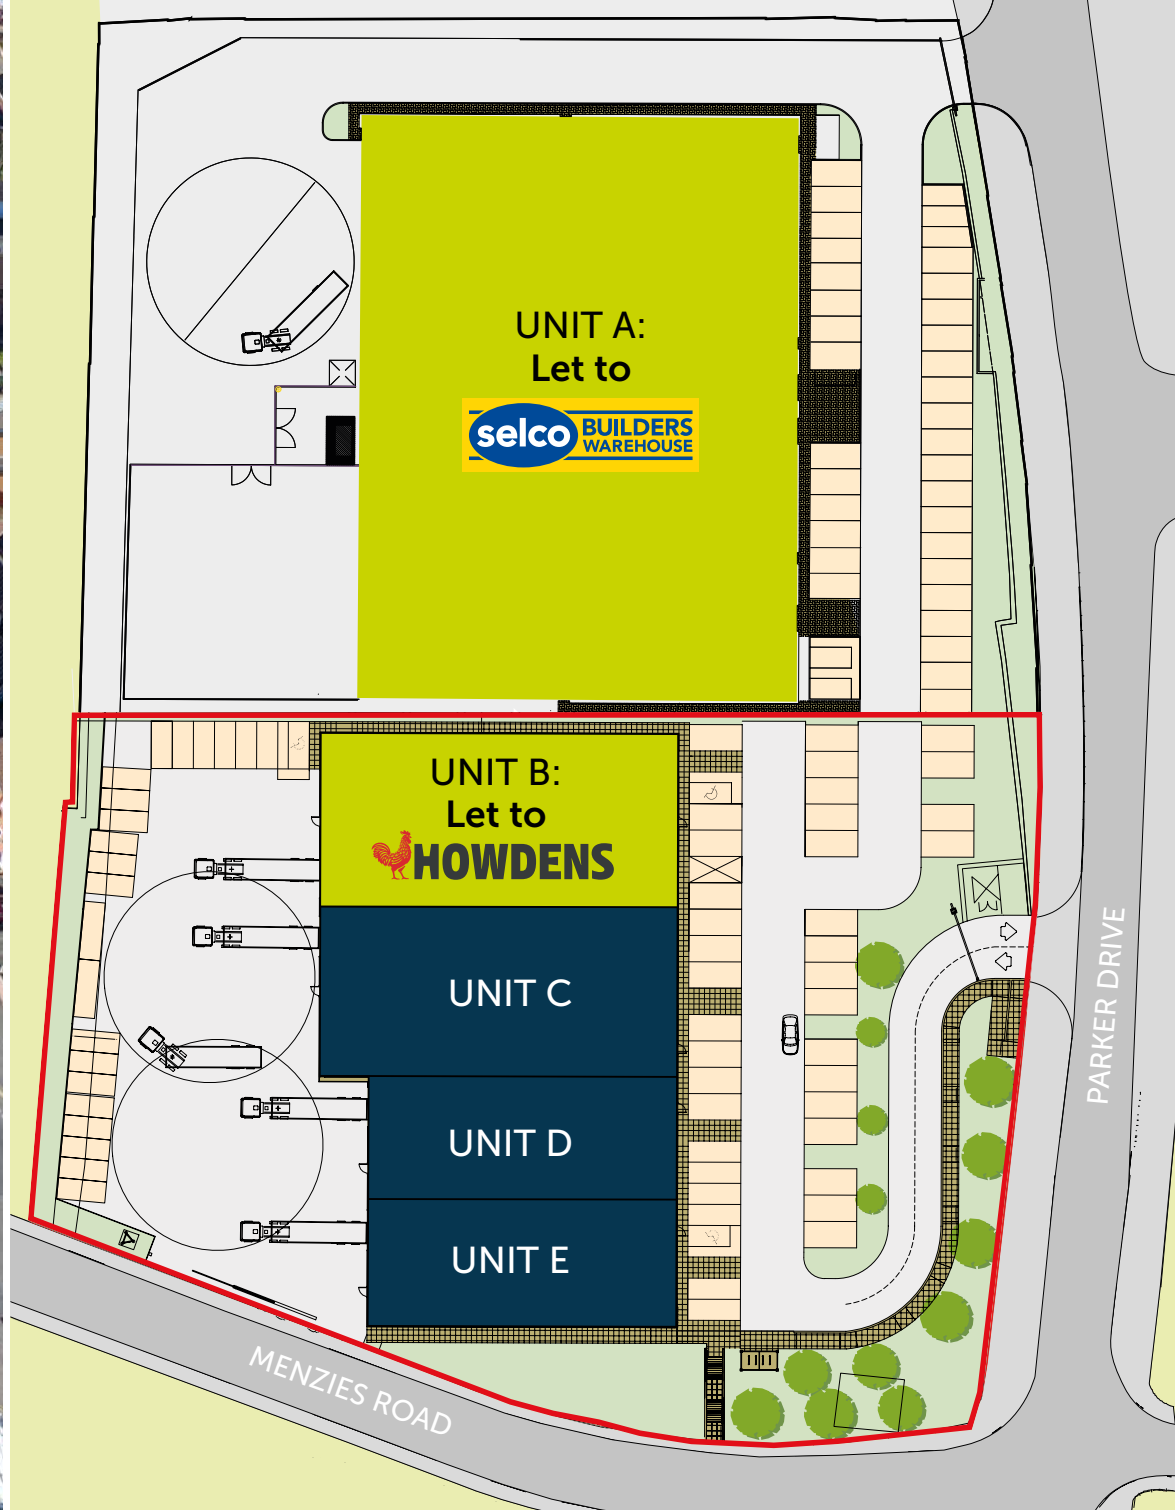 UNIT A:
Let to
selco BUILDERS
WAREHOUSE
UNIT B:
Let to
HOWDENS
UNIT C
UNIT D
UNIT E
PARKER DRIVE
MENZIES ROAD